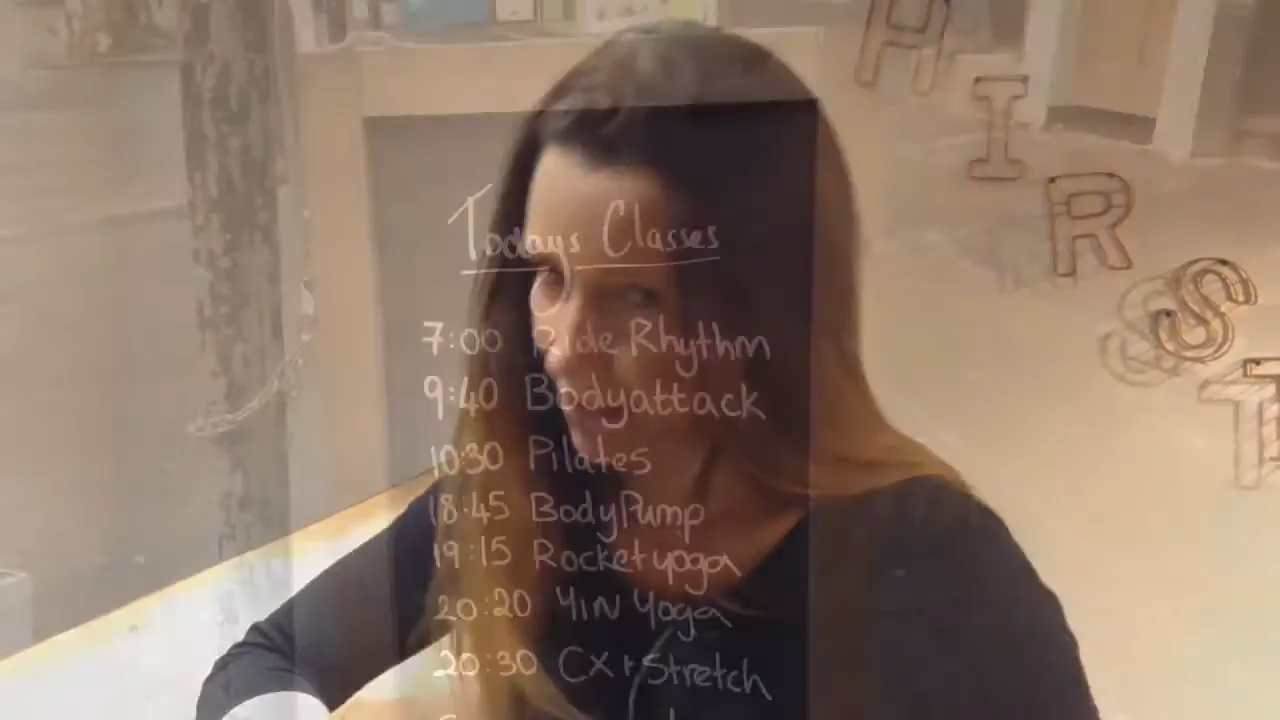 Todays Classes
7:00 Ride Rhythm
9:40 Bodyattack
10:30 Pilates
18:45 BodyPump
19:15 Rocketyoga
20:20 YIN Yoga
20:30 CX + Stretch
HIRST